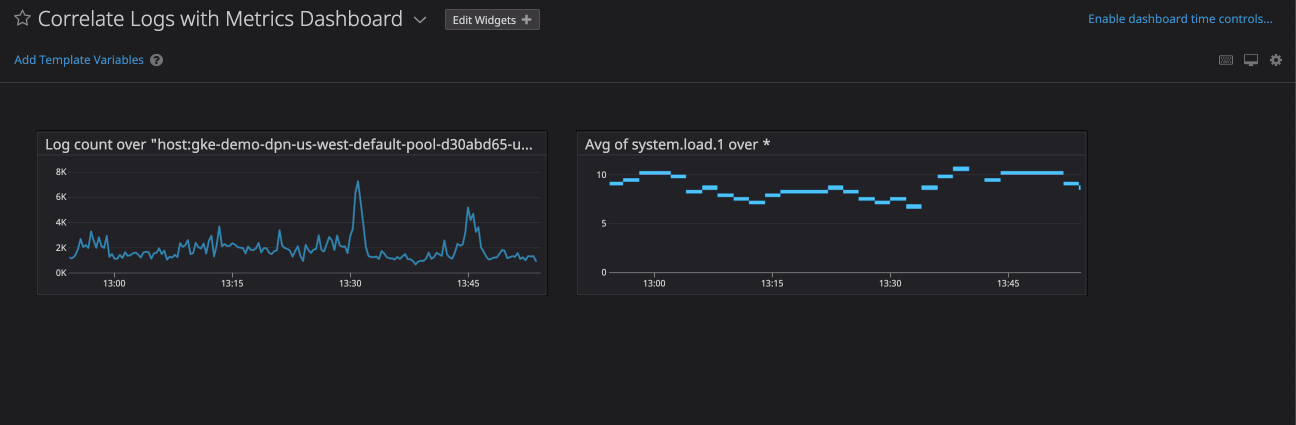 Correlate Logs with Metrics Dashboard
Edit Widgets +
Enable dashboard time controls...
Add Template Variables ?
Log count over "host:gke-demo-dpn-us-west-default-pool-d30abd65-u...
8K
6K
4K
2K
0K
13:00 13:15 13:30 13:45
Avg of system.load.1 over *
10
5
0
13:00 13:15 13:30 13:45